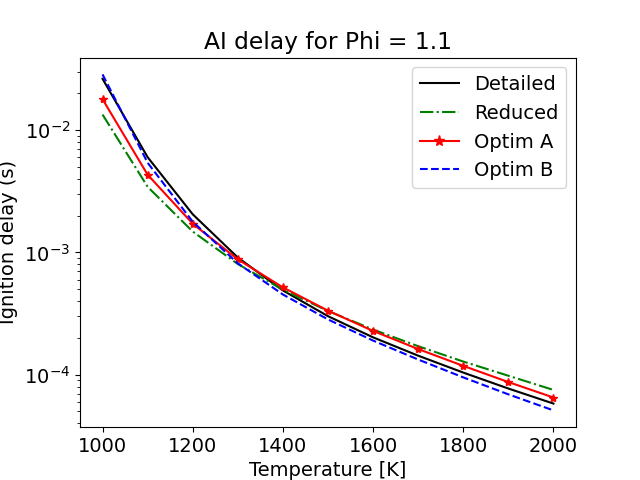 AI delay for Phi = 1.1
Ignition delay (s)
10⁻²
10⁻³
10⁻⁴
Detailed
Reduced
Optim A
Optim B
1000 1200 1400 1600 1800 2000
Temperature [K]